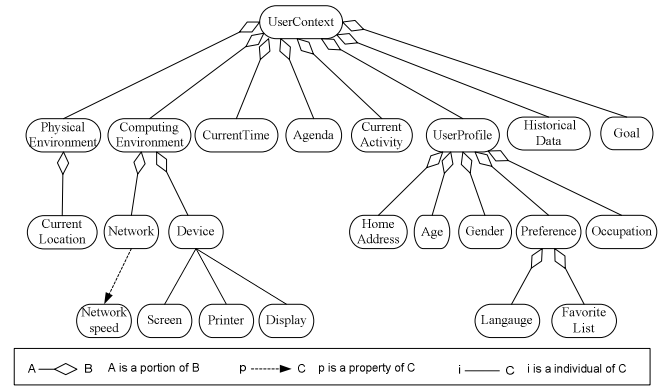 UserContext
Physical
Environment
Computing
Environment
CurrentTime
Agenda
Current
Activity
UserProfile
Historical
Data
Goal
Current
Location
Network
Device
Home
Address
Age
Gender
Preference
Occupation
Network
speed
Screen
Printer
Display
Langauge
Favorite
List
A B A is a portion of B p C p is a property of C i C i is a individual of C